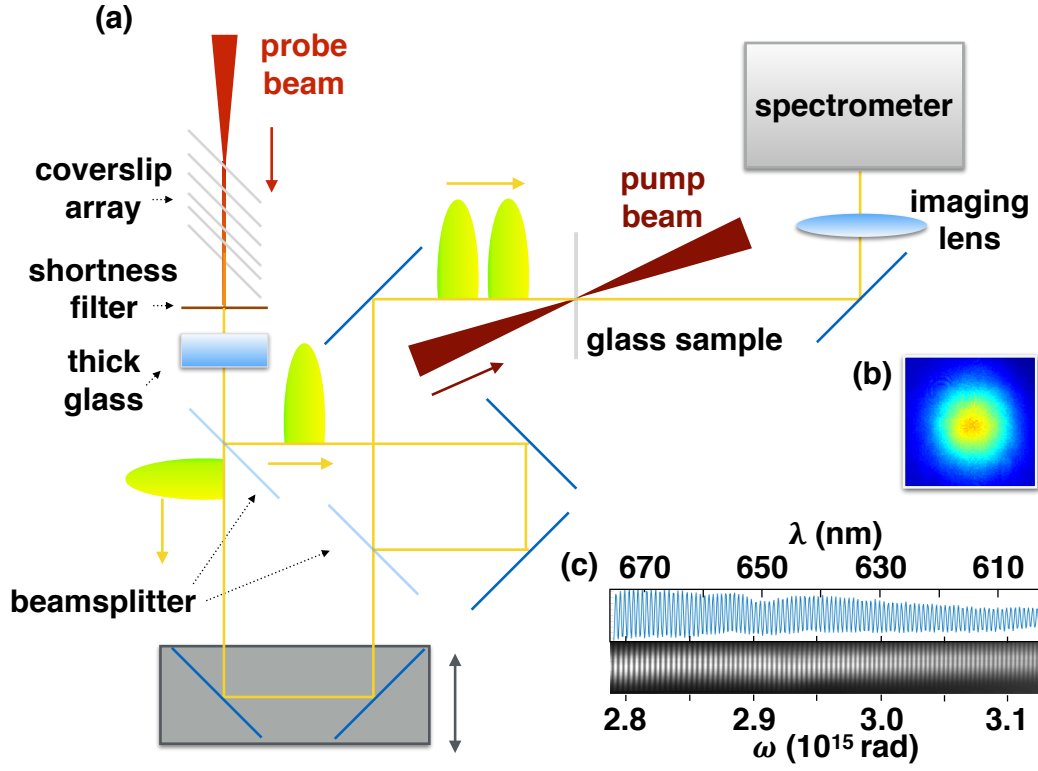 (a)
probe
beam
coverslip
array
shortness
filter
thick
glass
beamsplitter
pump
beam
glass sample
spectrometer
imaging
lens
(b)
(c)
λ (nm)
670 650 630 610
2.8 2.9 3.0 3.1
ω (10¹⁵ rad)